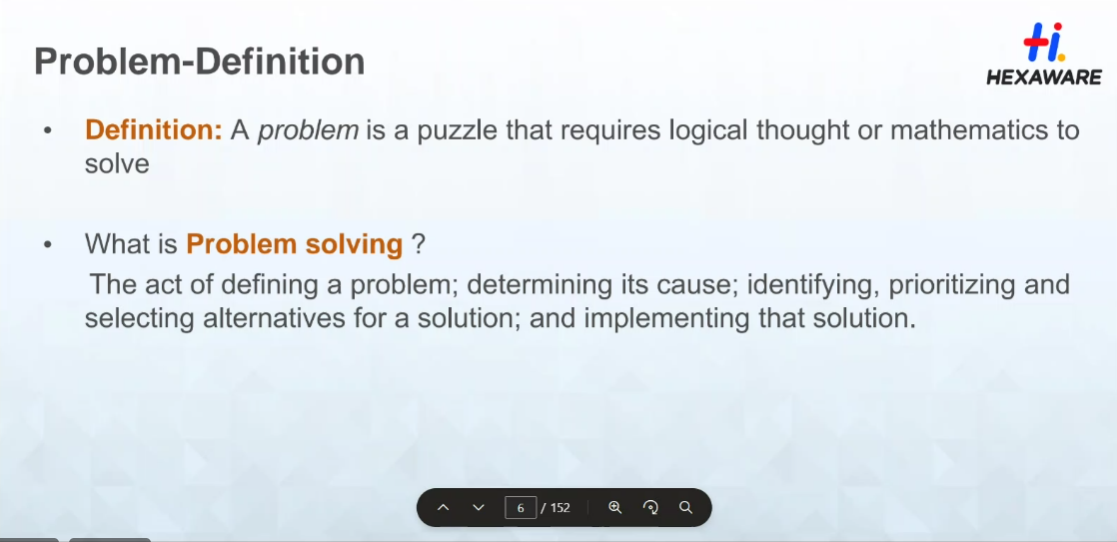 Problem-Definition
HEXAWARE
• Definition: A problem is a puzzle that requires logical thought or mathematics to
solve
• What is Problem solving ?
The act of defining a problem; determining its cause; identifying, prioritizing and
selecting alternatives for a solution; and implementing that solution.
6 / 152